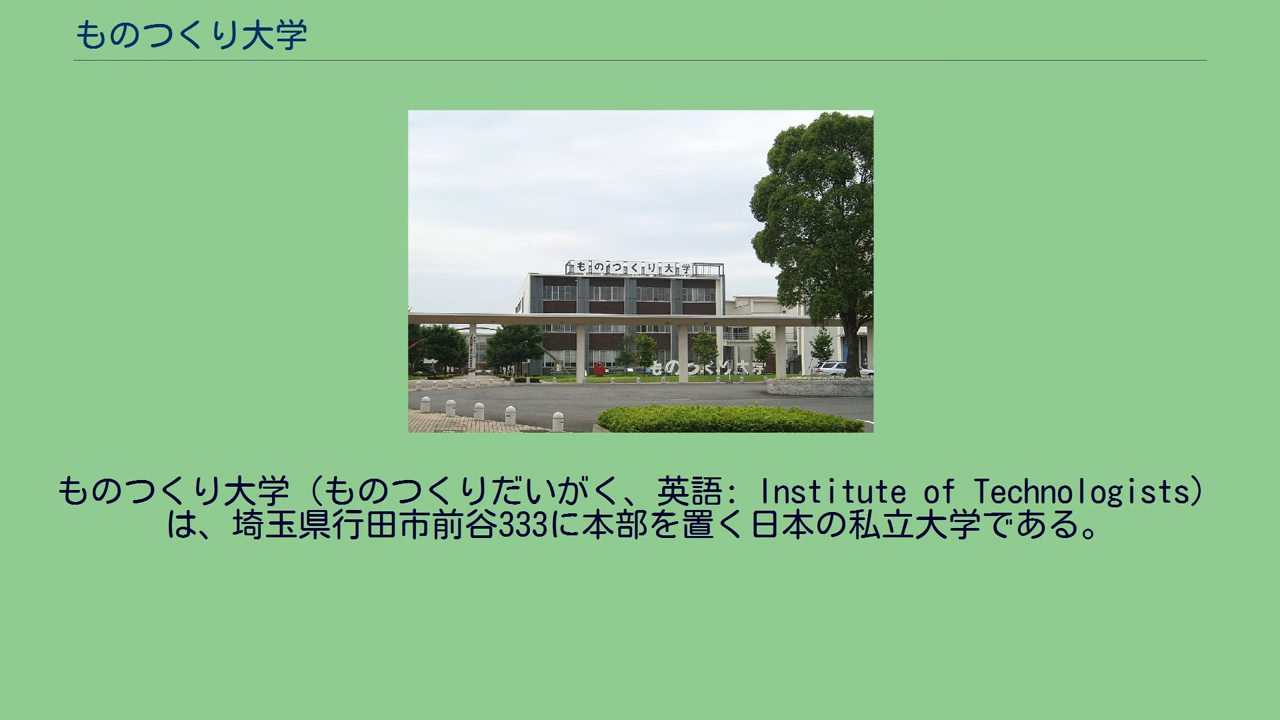 ものつくり大学
ものつくり大学
ものつくり大学
ものつくり大学（ものつくりだいがく、英語: Institute of Technologists）
は、埼玉県行田市前谷333に本部を置く日本の私立大学である。